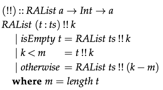 (!!) :: RAList a → Int → a
RAList (t : ts) !! k
| isEmpty t = RAList ts !! k
| k < m = t !! k
| otherwise = RAList ts !! (k − m)
where m = length t